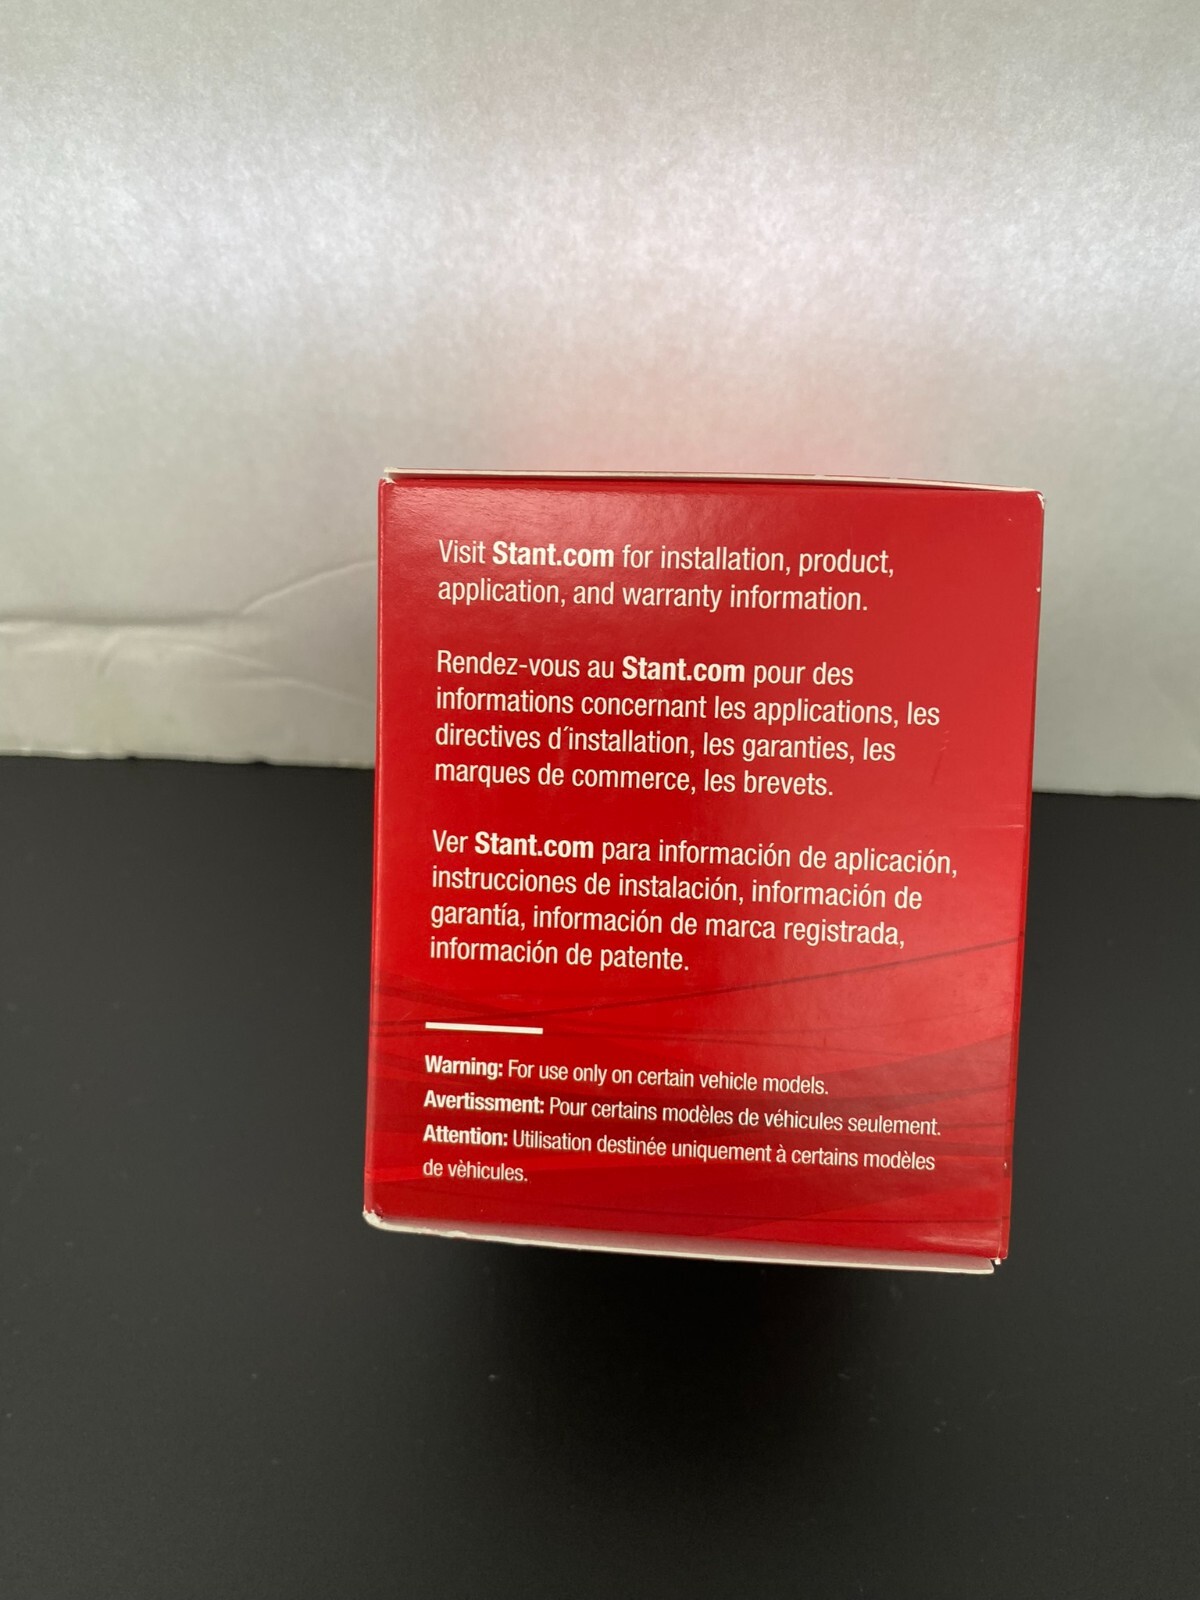 Visit Stant.com for installation, product,
application, and warranty information.
Rendez-vous au Stant.com pour des
informations concernant les applications, les
directives d´installation, les garanties, les
marques de commerce, les brevets.
Ver Stant.com para información de aplicación,
instrucciones de instalación, información de
garantía, información de marca registrada,
información de patente.
Warning: For use only on certain vehicle models.
Avertissment: Pour certains modèles de véhicules seulement.
Attention: Utilisation destinée uniquement à certains modèles
de vèhicules.